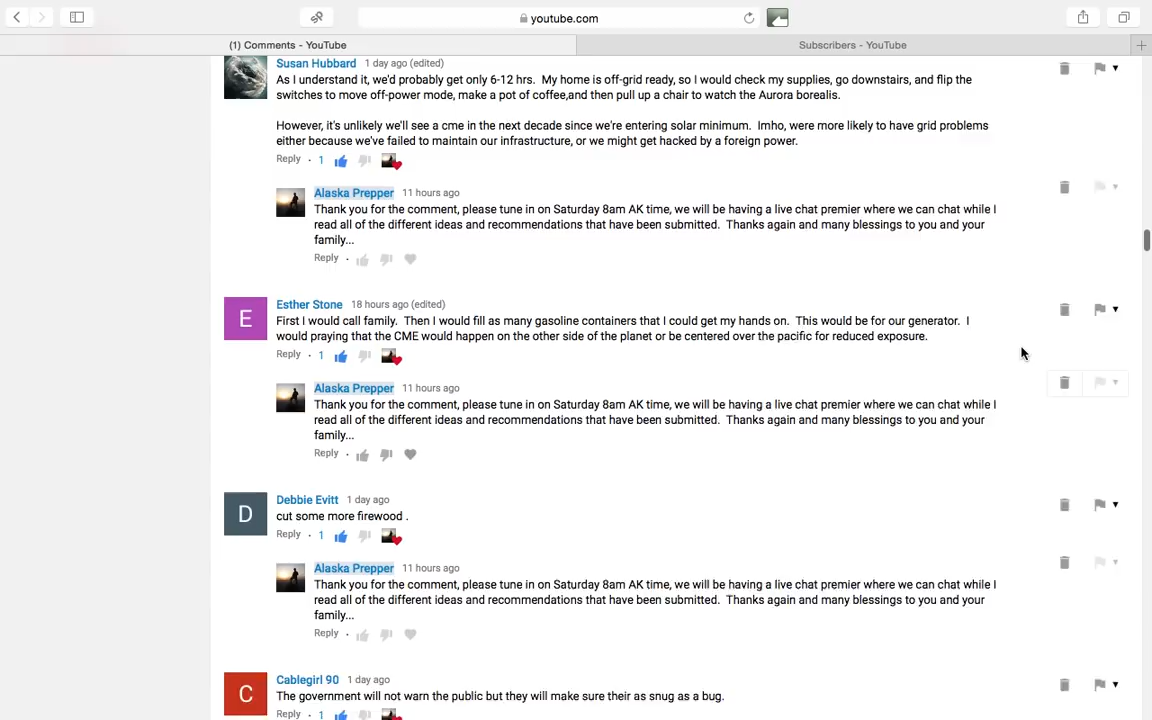 youtube.com
(1) Comments - YouTube
Subscribers - YouTube
Susan Hubbard 1 day ago (edited)
As I understand it, we'd probably get only 6-12 hrs. My home is off-grid ready, so I would check my supplies, go downstairs, and flip the
switches to move off-power mode, make a pot of coffee,and then pull up a chair to watch the Aurora borealis.
However, it's unlikely we'll see a cme in the next decade since we're entering solar minimum. Imho, were more likely to have grid problems
either because we've failed to maintain our infrastructure, or we might get hacked by a foreign power.
Reply · 1
Alaska Prepper 11 hours ago
Thank you for the comment, please tune in on Saturday 8am AK time, we will be having a live chat premier where we can chat while I
read all of the different ideas and recommendations that have been submitted. Thanks again and many blessings to you and your
family...
Reply ·
E
Esther Stone 18 hours ago (edited)
First I would call family. Then I would fill as many gasoline containers that I could get my hands on. This would be for our generator. I
would praying that the CME would happen on the other side of the planet or be centered over the pacific for reduced exposure.
Reply · 1
Alaska Prepper 11 hours ago
Thank you for the comment, please tune in on Saturday 8am AK time, we will be having a live chat premier where we can chat while I
read all of the different ideas and recommendations that have been submitted. Thanks again and many blessings to you and your
family...
Reply ·
D
Debbie Evitt 1 day ago
cut some more firewood .
Reply · 1
Alaska Prepper 11 hours ago
Thank you for the comment, please tune in on Saturday 8am AK time, we will be having a live chat premier where we can chat while I
read all of the different ideas and recommendations that have been submitted. Thanks again and many blessings to you and your
family...
Reply ·
C
Cablegirl 90 1 day ago
The government will not warn the public but they will make sure their as snug as a bug.
Reply · 1